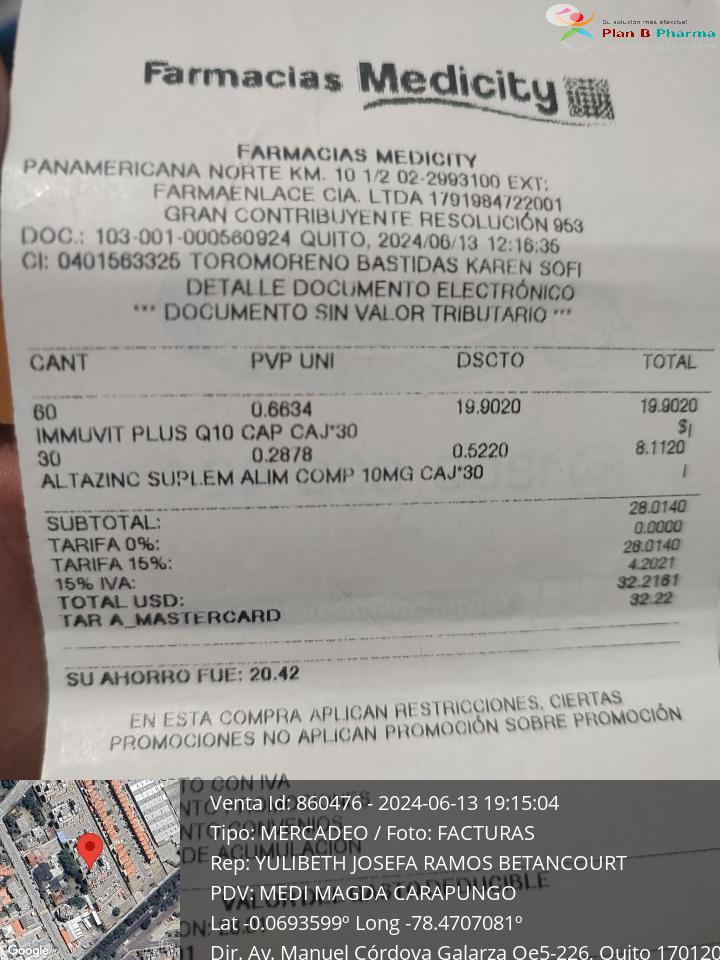 Su solución más efectiva!
Plan B Pharma
Farmacias Medicity
FARMACIAS MEDICITY
PANAMERICANA NORTE KM. 10 1/2 02-2993100 EXT:
FARMAENLACE CIA. LTDA 1791984722001
GRAN CONTRIBUYENTE RESOLUCIÓN 953
DOC.: 103-001-000560924 QUITO, 2024/06/13 12:16:35
CI: 0401563325 TOROMORENO BASTIDAS KAREN SOFI
DETALLE DOCUMENTO ELECTRÓNICO
*** DOCUMENTO SIN VALOR TRIBUTARIO ***
CANT PVP UNI DSCTO TOTAL
60 0.6634 19.9020 19.9020
IMMUVIT PLUS Q10 CAP CAJ*30 $|
30 0.2878 0.5220 8.1120
ALTAZINC SUPLEM ALIM COMP 10MG CAJ*30 |
SUBTOTAL: 28.0140
TARIFA 0%: 0.0000
TARIFA 15%: 28.0140
15% IVA: 4.2021
TOTAL USD: 32.2161
TAR A_MASTERCARD 32.22
SU AHORRO FUE: 20.42
EN ESTA COMPRA APLICAN RESTRICCIONES, CIERTAS
PROMOCIONES NO APLICAN PROMOCIÓN SOBRE PROMOCIÓN
TO CON IVA
Venta Id: 860476 - 2024-06-13 19:15:04
Tipo: MERCADEO / Foto: FACTURAS
DE ACUMULACION
Rep: YULIBETH JOSEFA RAMOS BETANCOURT
PDV: MEDI MAGDA CARAPUNGO
Lat -0.0693599º Long -78.4707081º
Dir. Av. Manuel Córdova Galarza Oe5-226, Quito 170120
Google